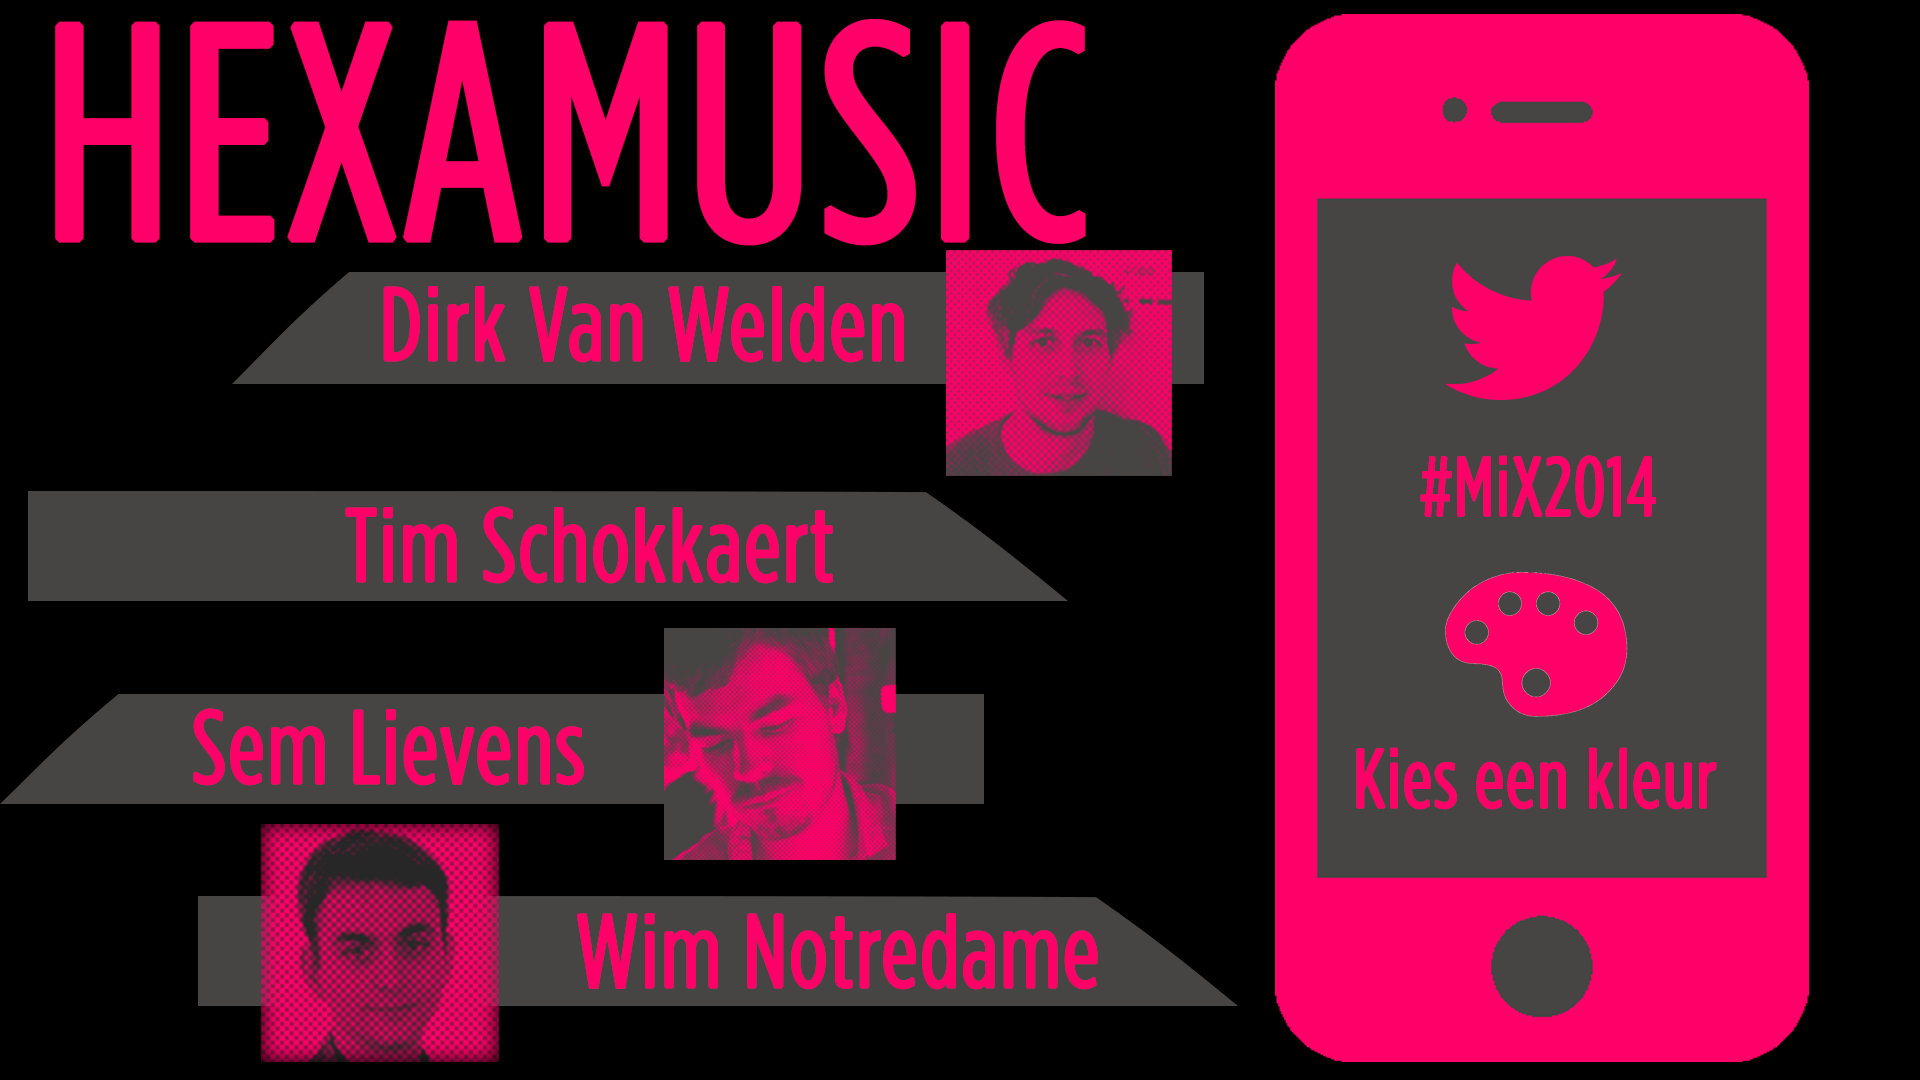 HEXAMUSIC
Dirk Van Welden
Tim Schokkaert
Sem Lievens
Wim Notredame
#MiX2014
Kies een kleur